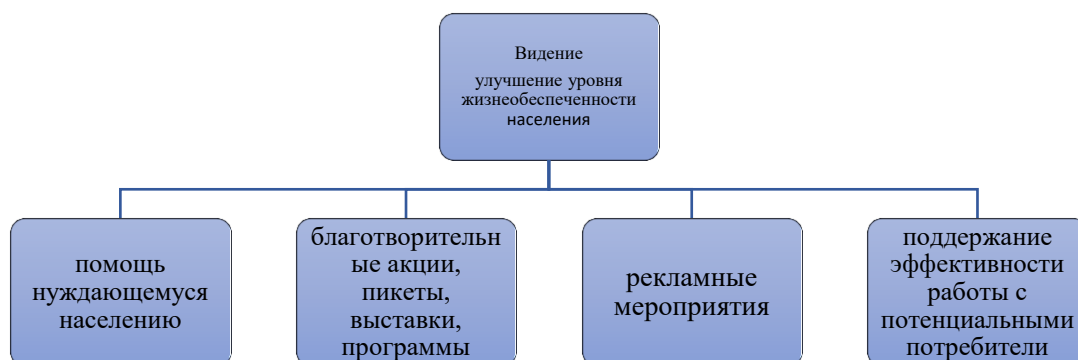 Видение
улучшение уровня
жизнеобеспеченности
населения
помощь
нуждающемуся
населению
благотворительн
ые акции,
пикеты,
выставки,
программы
рекламные
мероприятия
поддержание
эффективности
работы с
потенциальными
потребители